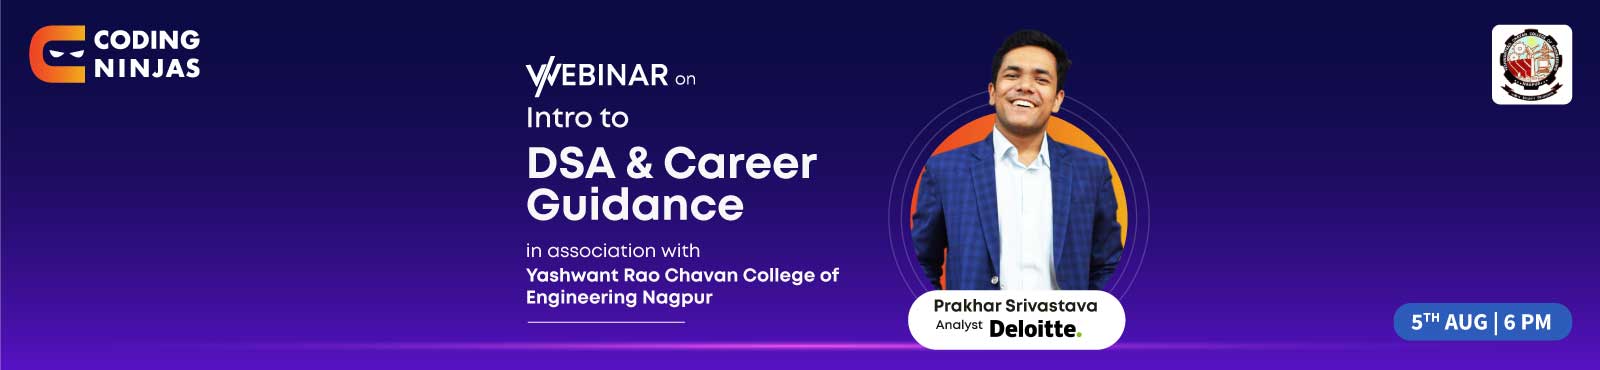 CODING
NINJAS
WEBINAR on
Intro to
DSA & Career
Guidance
in association with
Yashwant Rao Chavan College of
Engineering Nagpur
Prakhar Srivastava
Analyst Deloitte.
5TH AUG | 6 PM